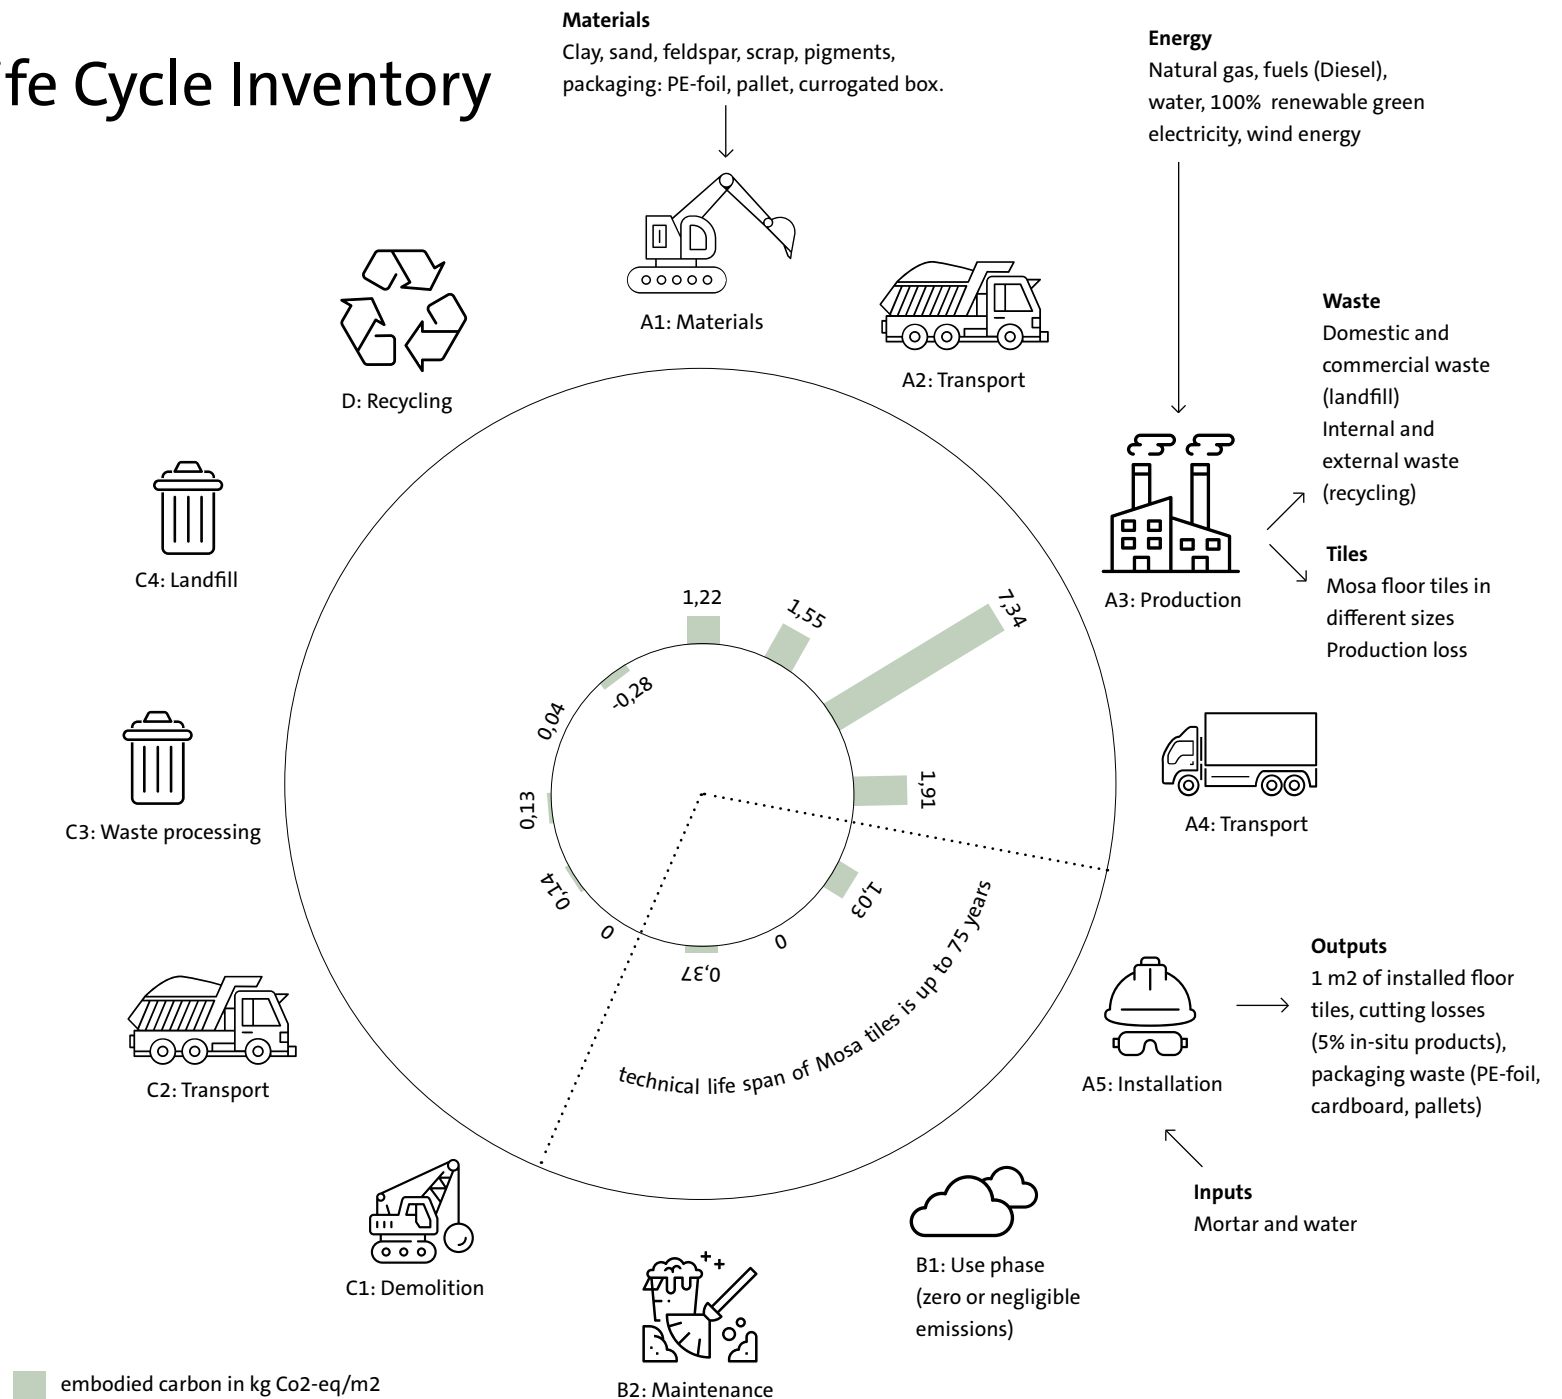 ife Cycle Inventory
Materials
Clay, sand, feldspar, scrap, pigments,
packaging: PE-foil, pallet, currogated box.
Energy
Natural gas, fuels (Diesel),
water, 100% renewable green
electricity, wind energy
A1: Materials
A2: Transport
D: Recycling
Waste
Domestic and
commercial waste
(landfill)
Internal and
external waste
(recycling)
Tiles
Mosa floor tiles in
different sizes
Production loss
A3: Production
C4: Landfill
1,22
1,55
7,34
1,91
1,03
0
0,37
0
0,14
0,13
0,04
-0,28
technical life span of Mosa tiles is up to 75 years
C3: Waste processing
A4: Transport
Outputs
1 m2 of installed floor
tiles, cutting losses
(5% in-situ products),
packaging waste (PE-foil,
cardboard, pallets)
A5: Installation
Inputs
Mortar and water
C2: Transport
B1: Use phase
(zero or negligible
emissions)
C1: Demolition
B2: Maintenance
embodied carbon in kg Co2-eq/m2